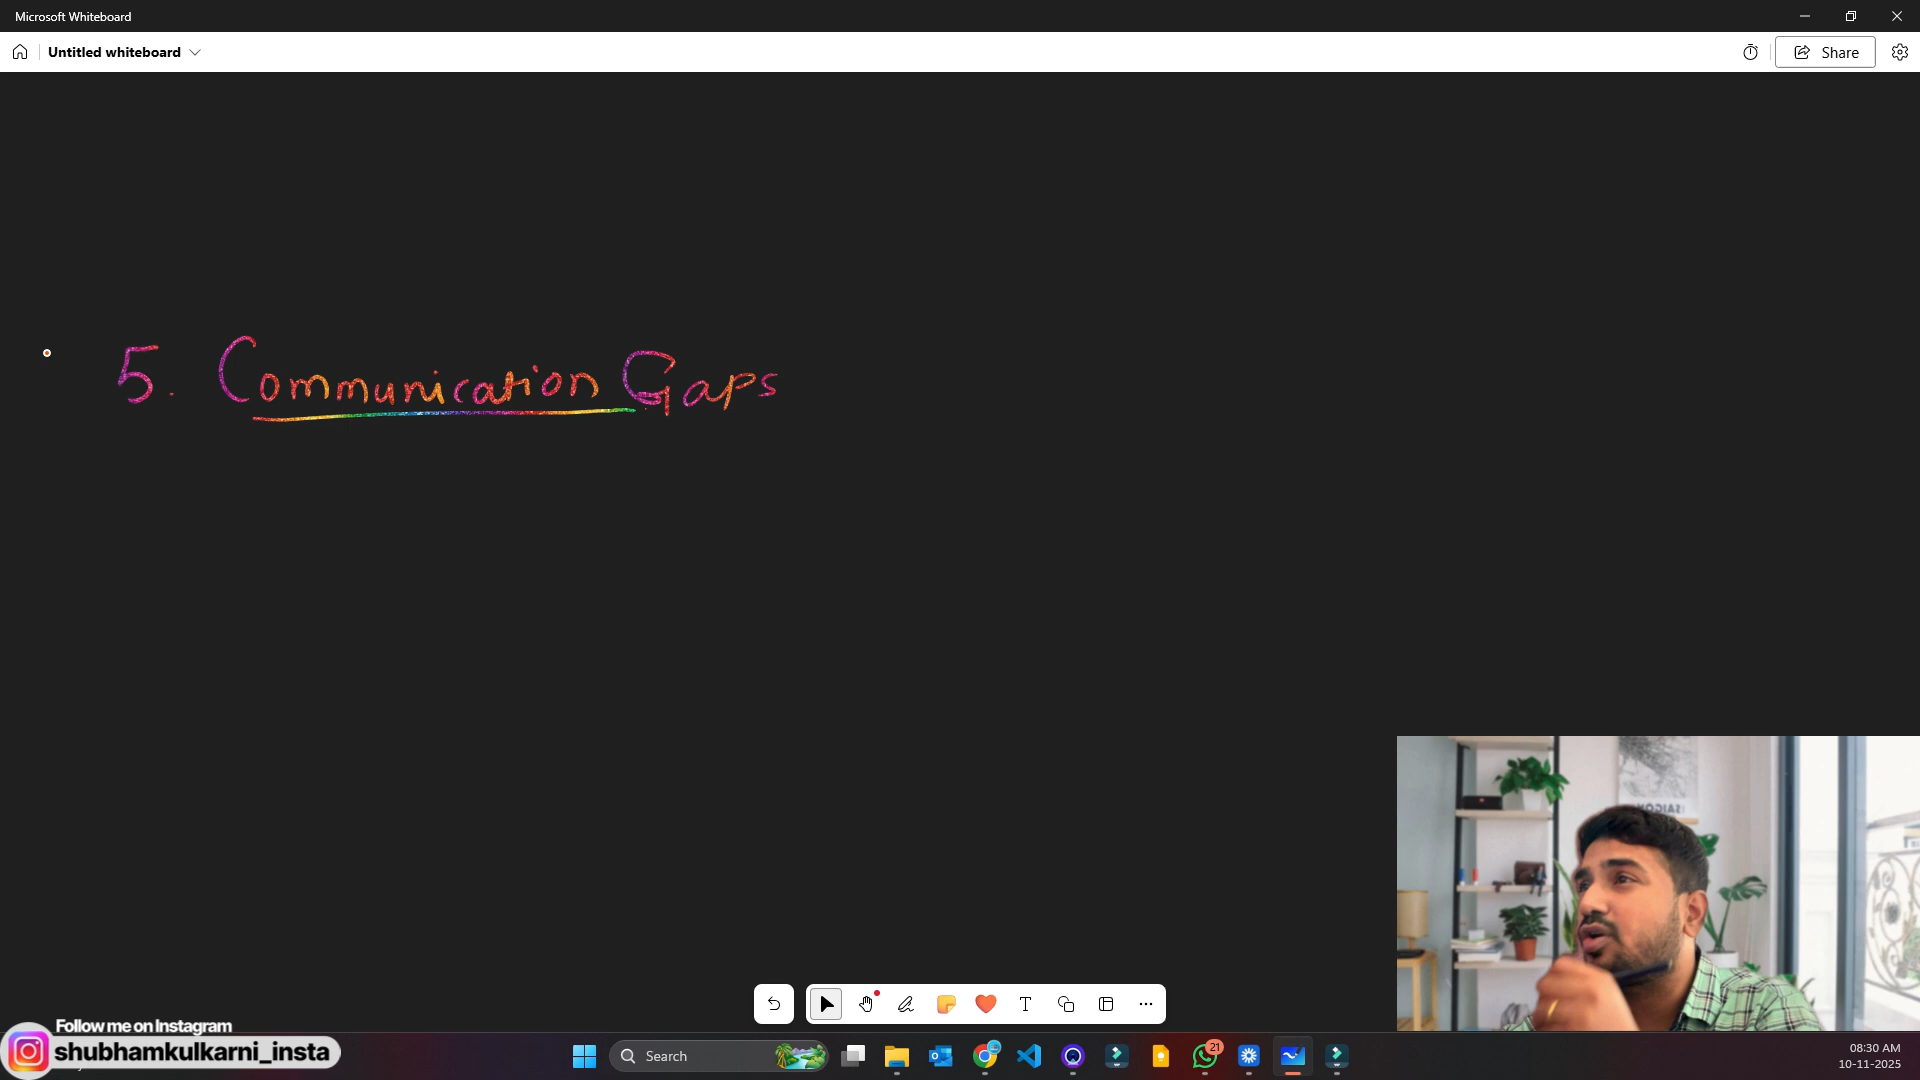 Microsoft Whiteboard
Untitled whiteboard
Share
5. Communication Gaps
Follow me on Instagram
shubhamkulkarni_insta
Search
21
08:30 AM
10-11-2025